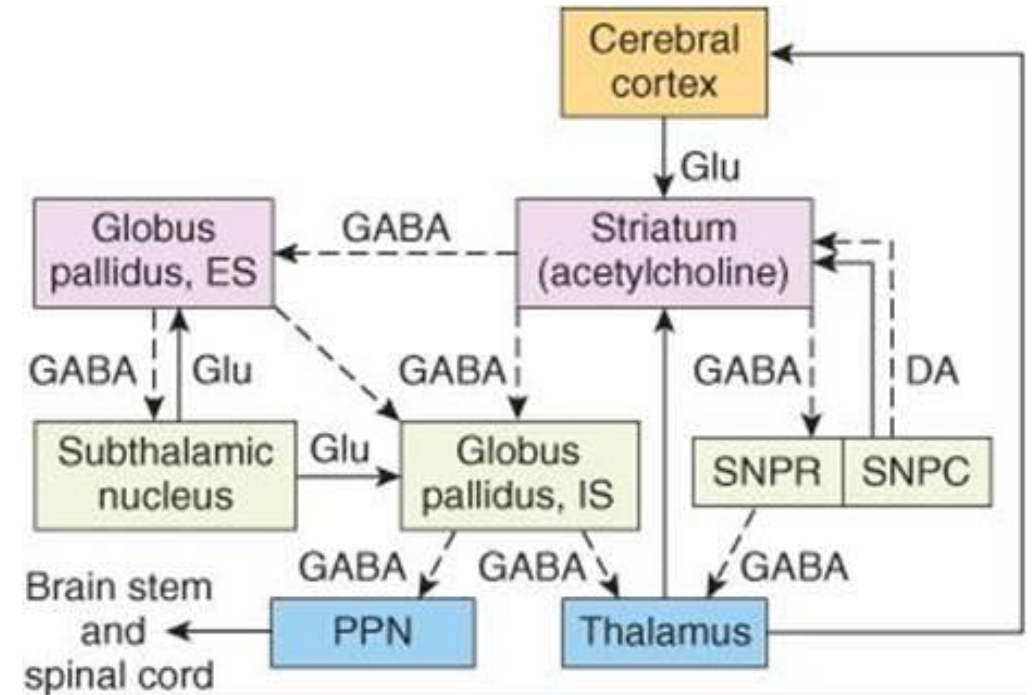 Cerebral
cortex
Glu
Globus
pallidus, ES
GABA
Striatum
(acetylcholine)
GABA
Glu
GABA
GABA
DA
Subthalamic
nucleus
Glu
Globus
pallidus, IS
SNPR
SNPC
GABA
GABA
GABA
Brain stem
and
spinal cord
PPN
Thalamus